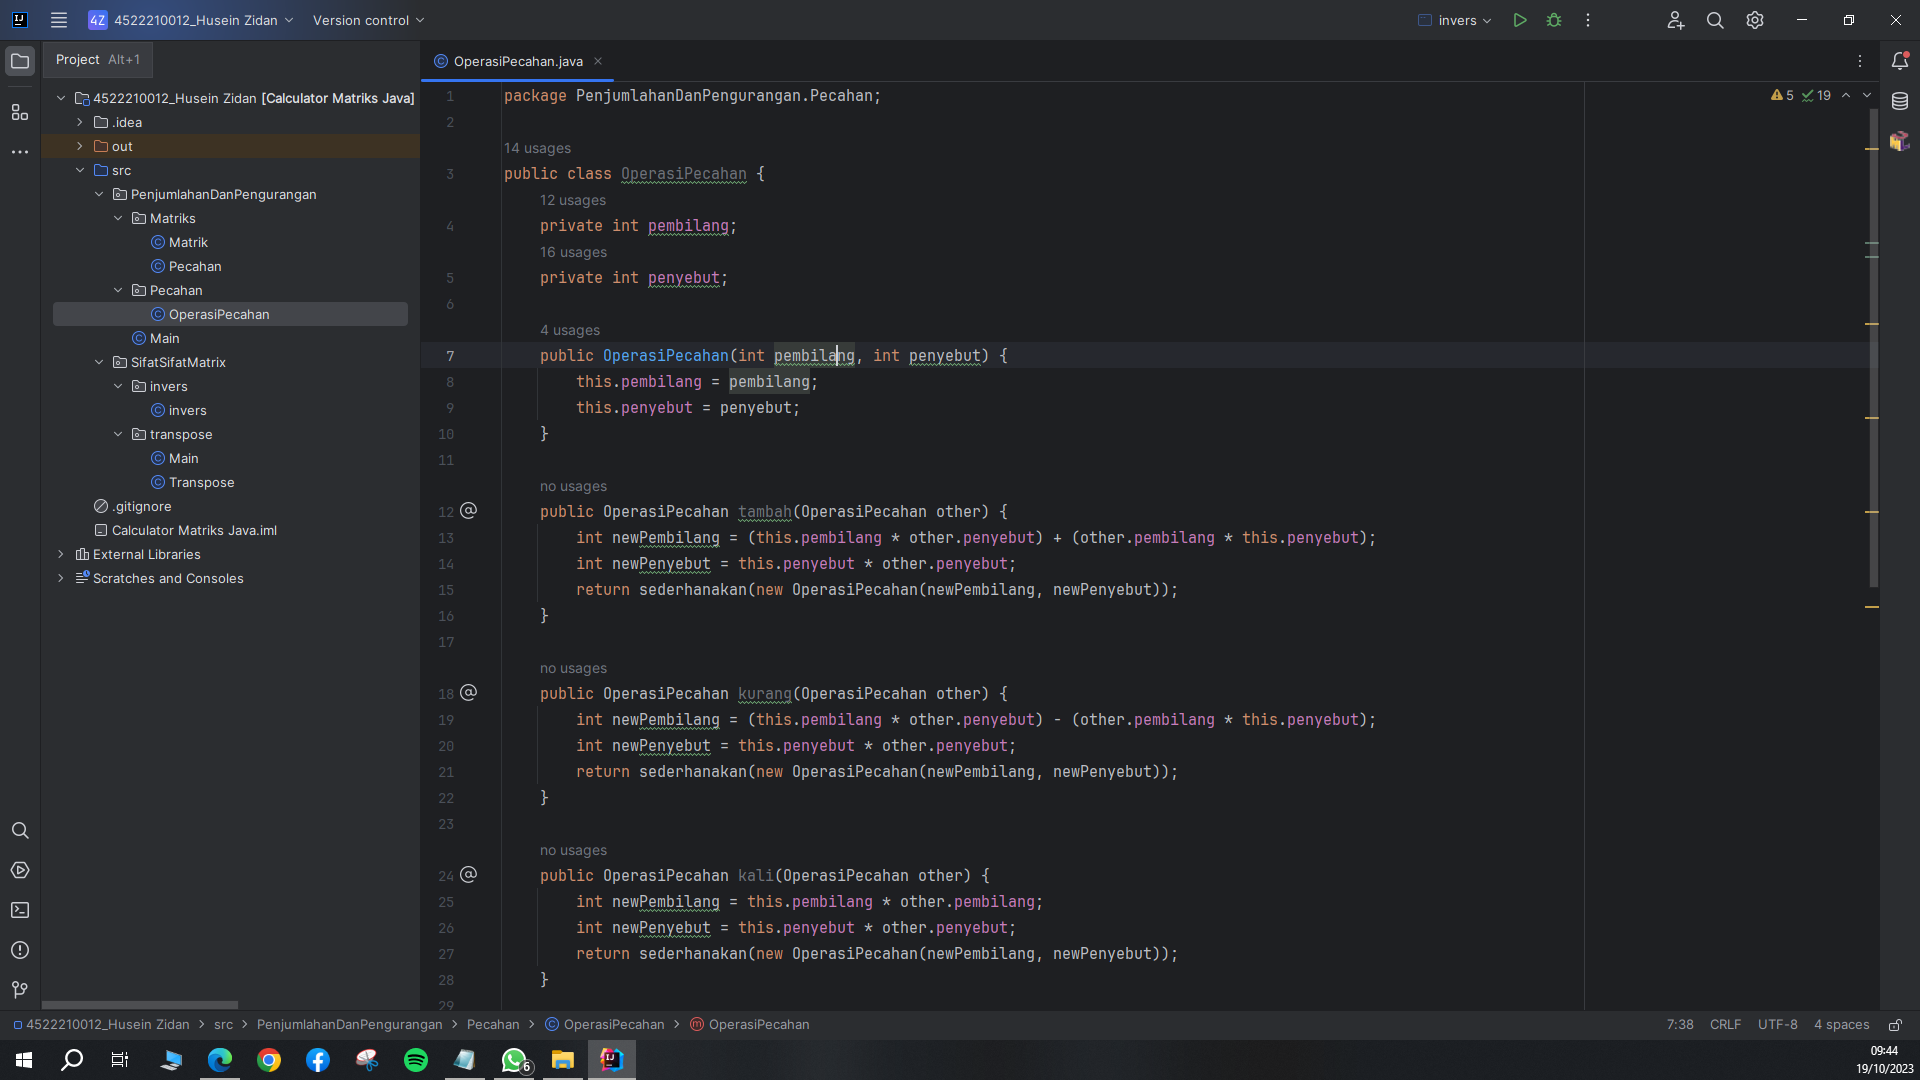 4Z 4522210012_Husein Zidan Version control invers
Project Alt+1
OperasiPecahan.java
4522210012_Husein Zidan [Calculator Matriks Java]
.idea
out
src
PenjumlahanDanPengurangan
Matriks
Matrik
Pecahan
Pecahan
OperasiPecahan
Main
SifatSifatMatrix
invers
invers
transpose
Main
Transpose
.gitignore
Calculator Matriks Java.iml
External Libraries
Scratches and Consoles
5 19
1 package PenjumlahanDanPengurangan.Pecahan;
2
14 usages
3 public class OperasiPecahan {
12 usages
4 private int pembilang;
16 usages
5 private int penyebut;
6
4 usages
7 public OperasiPecahan(int pembilang, int penyebut) {
8 this.pembilang = pembilang;
9 this.penyebut = penyebut;
10 }
11
no usages
12 @ public OperasiPecahan tambah(OperasiPecahan other) {
13 int newPembilang = (this.pembilang * other.penyebut) + (other.pembilang * this.penyebut);
14 int newPenyebut = this.penyebut * other.penyebut;
15 return sederhanakan(new OperasiPecahan(newPembilang, newPenyebut));
16 }
17
no usages
18 @ public OperasiPecahan kurang(OperasiPecahan other) {
19 int newPembilang = (this.pembilang * other.penyebut) - (other.pembilang * this.penyebut);
20 int newPenyebut = this.penyebut * other.penyebut;
21 return sederhanakan(new OperasiPecahan(newPembilang, newPenyebut));
22 }
23
no usages
24 @ public OperasiPecahan kali(OperasiPecahan other) {
25 int newPembilang = this.pembilang * other.pembilang;
26 int newPenyebut = this.penyebut * other.penyebut;
27 return sederhanakan(new OperasiPecahan(newPembilang, newPenyebut));
28 }
29
4522210012_Husein Zidan > src > PenjumlahanDanPengurangan > Pecahan > OperasiPecahan > OperasiPecahan
7:38 CRLF UTF-8 4 spaces
6
09:44
19/10/2023